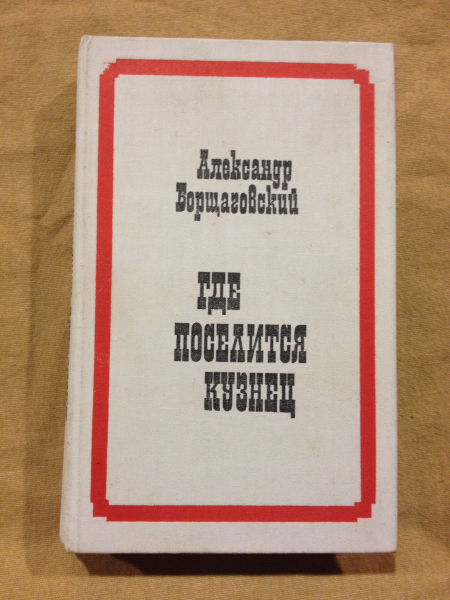 Александр
Борщаговский
ГДЕ
ПОСЕЛИТСЯ
КУЗНЕЦ